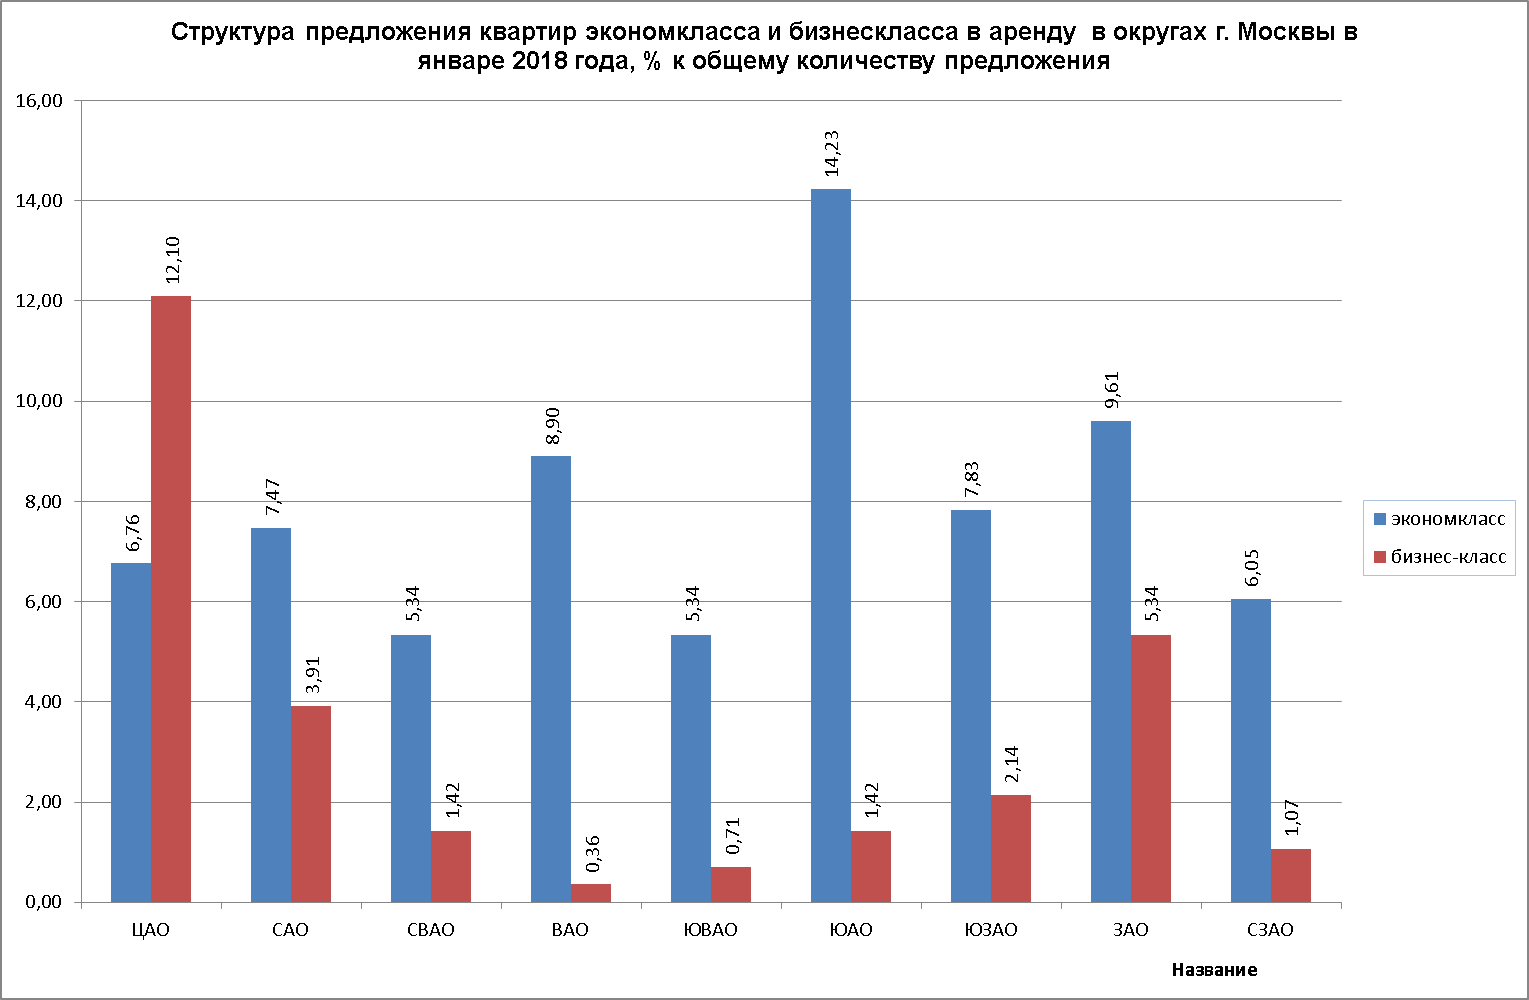 Структура предложения квартир экономкласса и бизнескласса в аренду в округах г. Москвы в
январе 2018 года, % к общему количеству предложения
16,00
14,00
12,00
10,00
8,00
6,00
4,00
2,00
0,00
6,76
12,10
7,47
3,91
5,34
1,42
8,90
0,36
5,34
0,71
14,23
1,42
7,83
2,14
9,61
5,34
6,05
1,07
ЦАО
САО
СВАО
ВАО
ЮВАО
ЮАО
ЮЗАО
ЗАО
СЗАО
Название
экономкласс
бизнес-класс